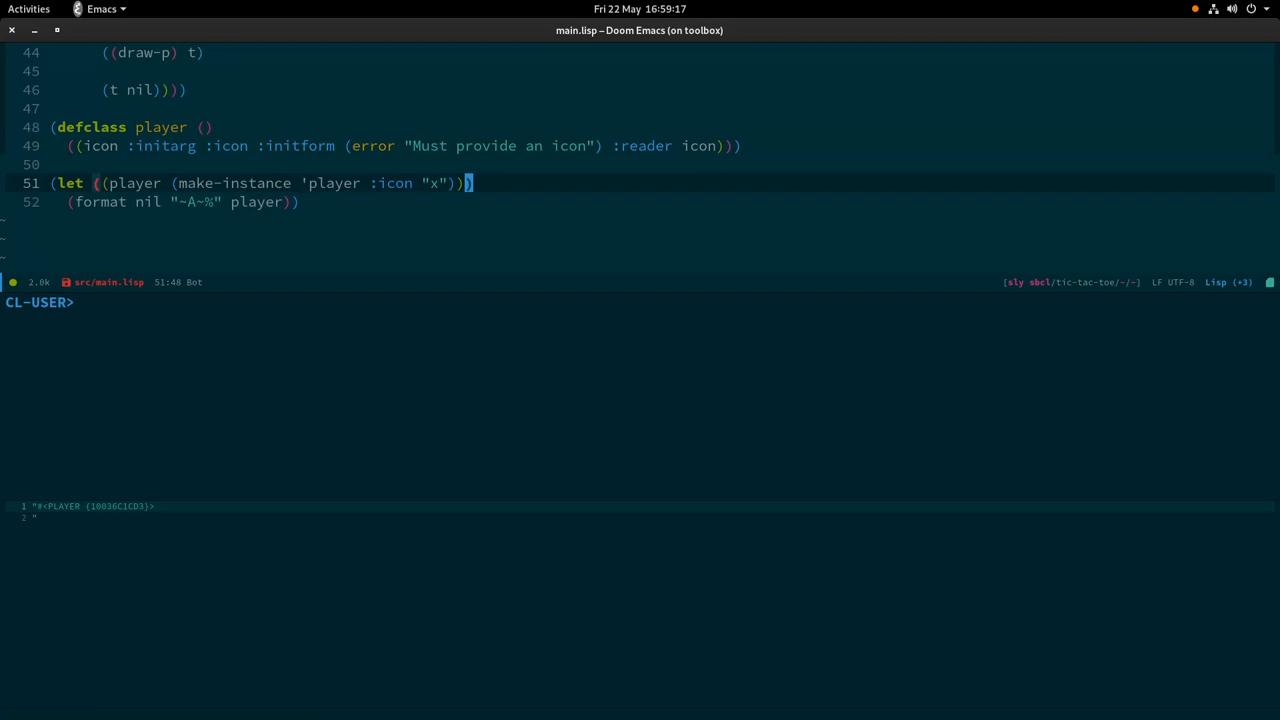 Activities Emacs Fri 22 May 16:59:17
main.lisp – Doom Emacs (on toolbox)
44 ((draw-p) t)
45
46 (t nil))))
47
48 (defclass player ()
49 ((icon :initarg :icon :initform (error "Must provide an icon") :reader icon)))
50
51 (let ((player (make-instance 'player :icon "x")))
52 (format nil "~A~%" player))
~
~
~
2.0k src/main.lisp 51:48 Bot [sly sbcl/tic-tac-toe/~/~] LF UTF-8 Lisp (+3)
CL-USER>
1 "#<PLAYER {10036C1CD3}>
2 "